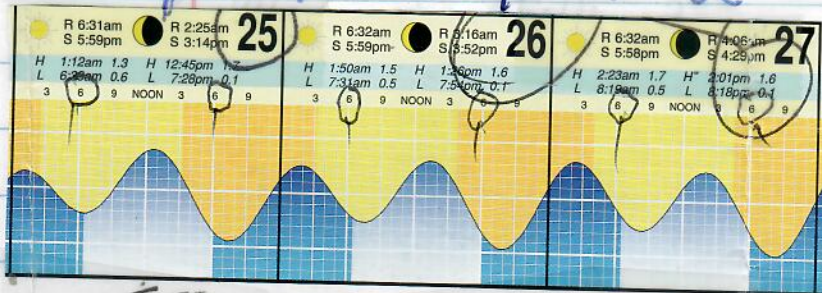 R 6:31am R 2:25am 25
S 5:59pm S 3:14pm
H 1:12am 1.3 H 12:45pm
L 0.6 L 7:28pm 0.1
3 6 9 NOON 3 6 9
R 6:32am 3:16am 26
S 5:59pm S 3:52pm
H 1:50am 1.5 H 1:26pm 1.6
L 7:31am 0.5 L 7:54pm 0.1
3 6 9 NOON 3 6 9
R 6:32am R 4:06am 27
S 5:58pm S 4:29pm
H 2:23am 1.7 H 2:01pm 1.6
L 8:19am 0.5 L 8:18pm 0.1
3 6 9 NOON 3 6 9